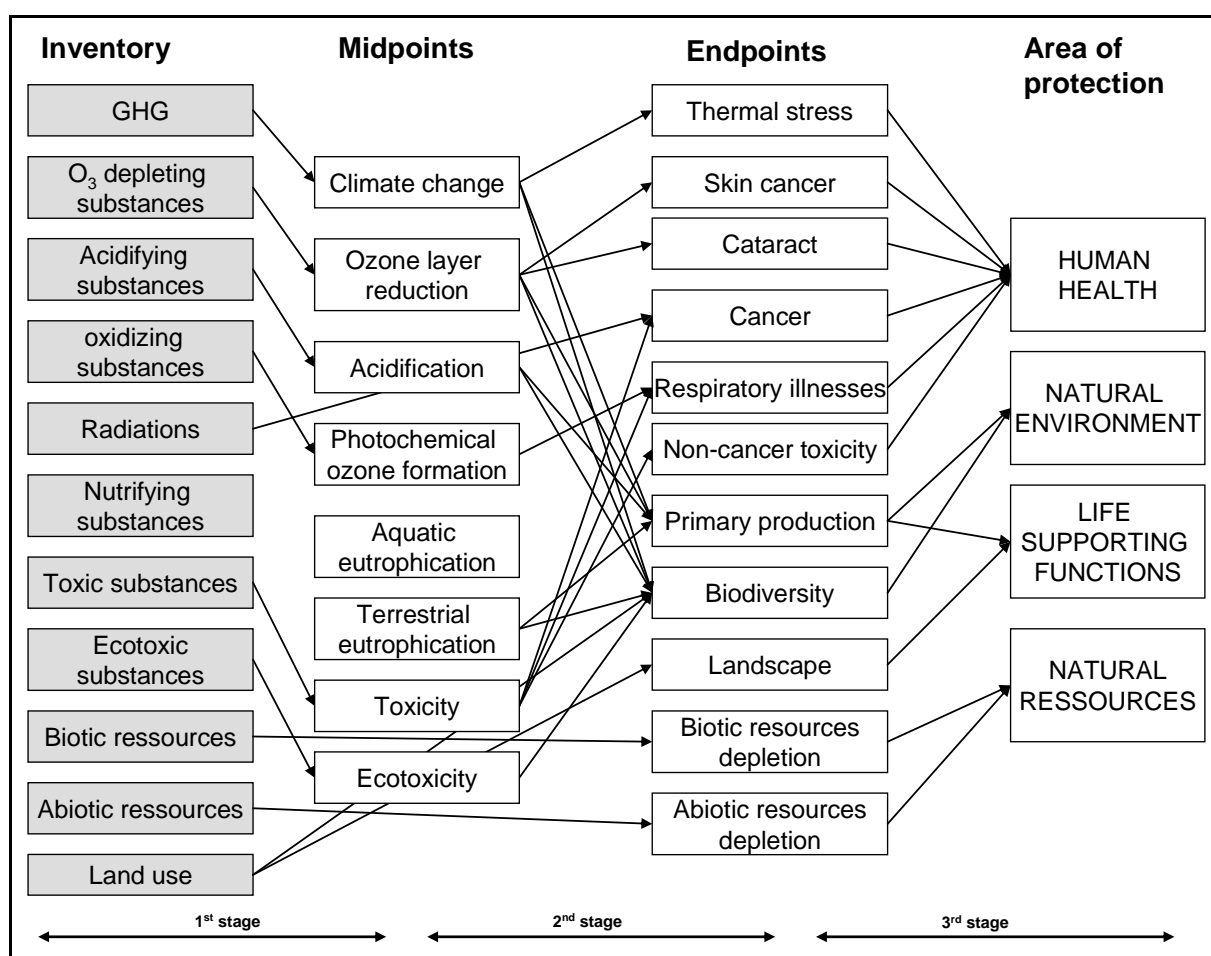 Inventory
Midpoints
Endpoints
Area of
protection
GHG
O3 depleting
substances
Acidifying
substances
oxidizing
substances
Radiations
Nutrifying
substances
Toxic substances
Ecotoxic
substances
Biotic ressources
Abiotic ressources
Land use
Climate change
Ozone layer
reduction
Acidification
Photochemical
ozone formation
Aquatic
eutrophication
Terrestrial
eutrophication
Toxicity
Ecotoxicity
Thermal stress
Skin cancer
Cataract
Cancer
Respiratory illnesses
Non-cancer toxicity
Primary production
Biodiversity
Landscape
Biotic resources
depletion
Abiotic resources
depletion
HUMAN
HEALTH
NATURAL
ENVIRONMENT
LIFE
SUPPORTING
FUNCTIONS
NATURAL
RESSOURCES
1st stage
2nd stage
3rd stage